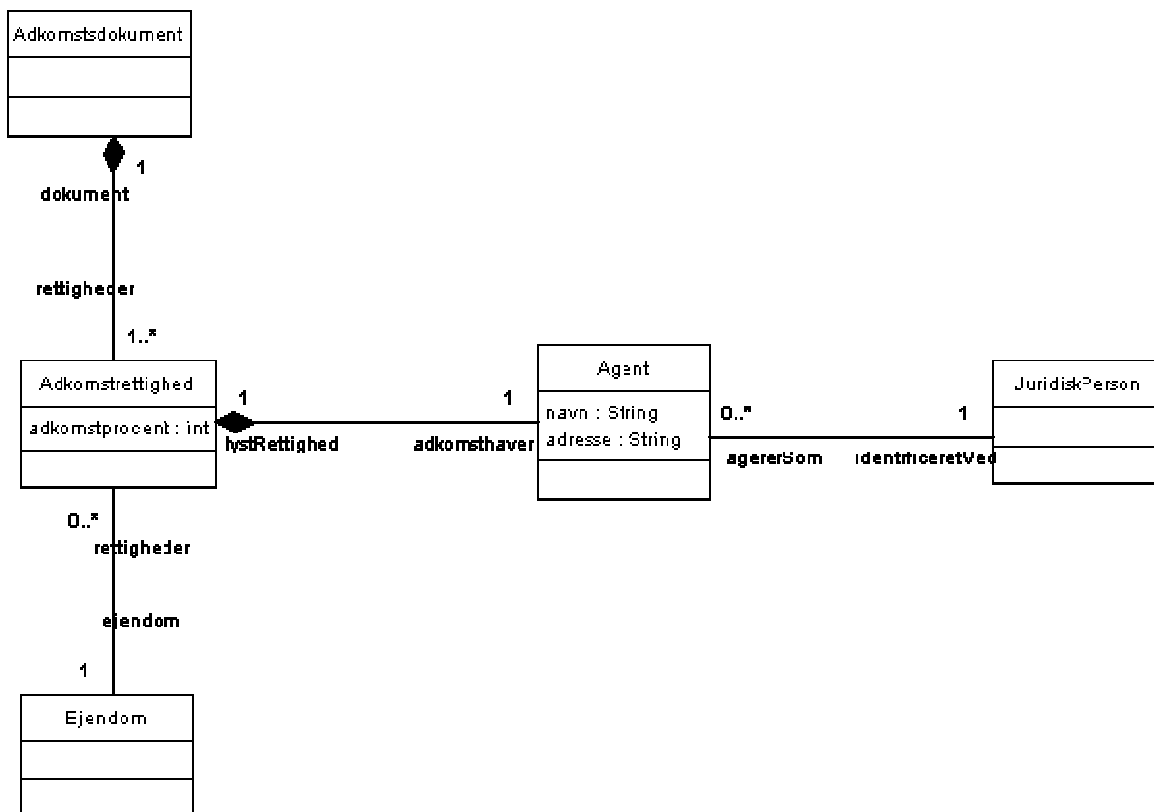 Adkomstsdokument
1
dokument
rettigheder
1..*
Adkomstrettighed
adkomstprocent : int
1
lystRettighed
1
adkomsthaver
Agent
navn : String
adresse : String
0..*
agererSom
1
identificeretVed
JuridiskPerson
0..*
rettigheder
ejendom
1
Ejendom